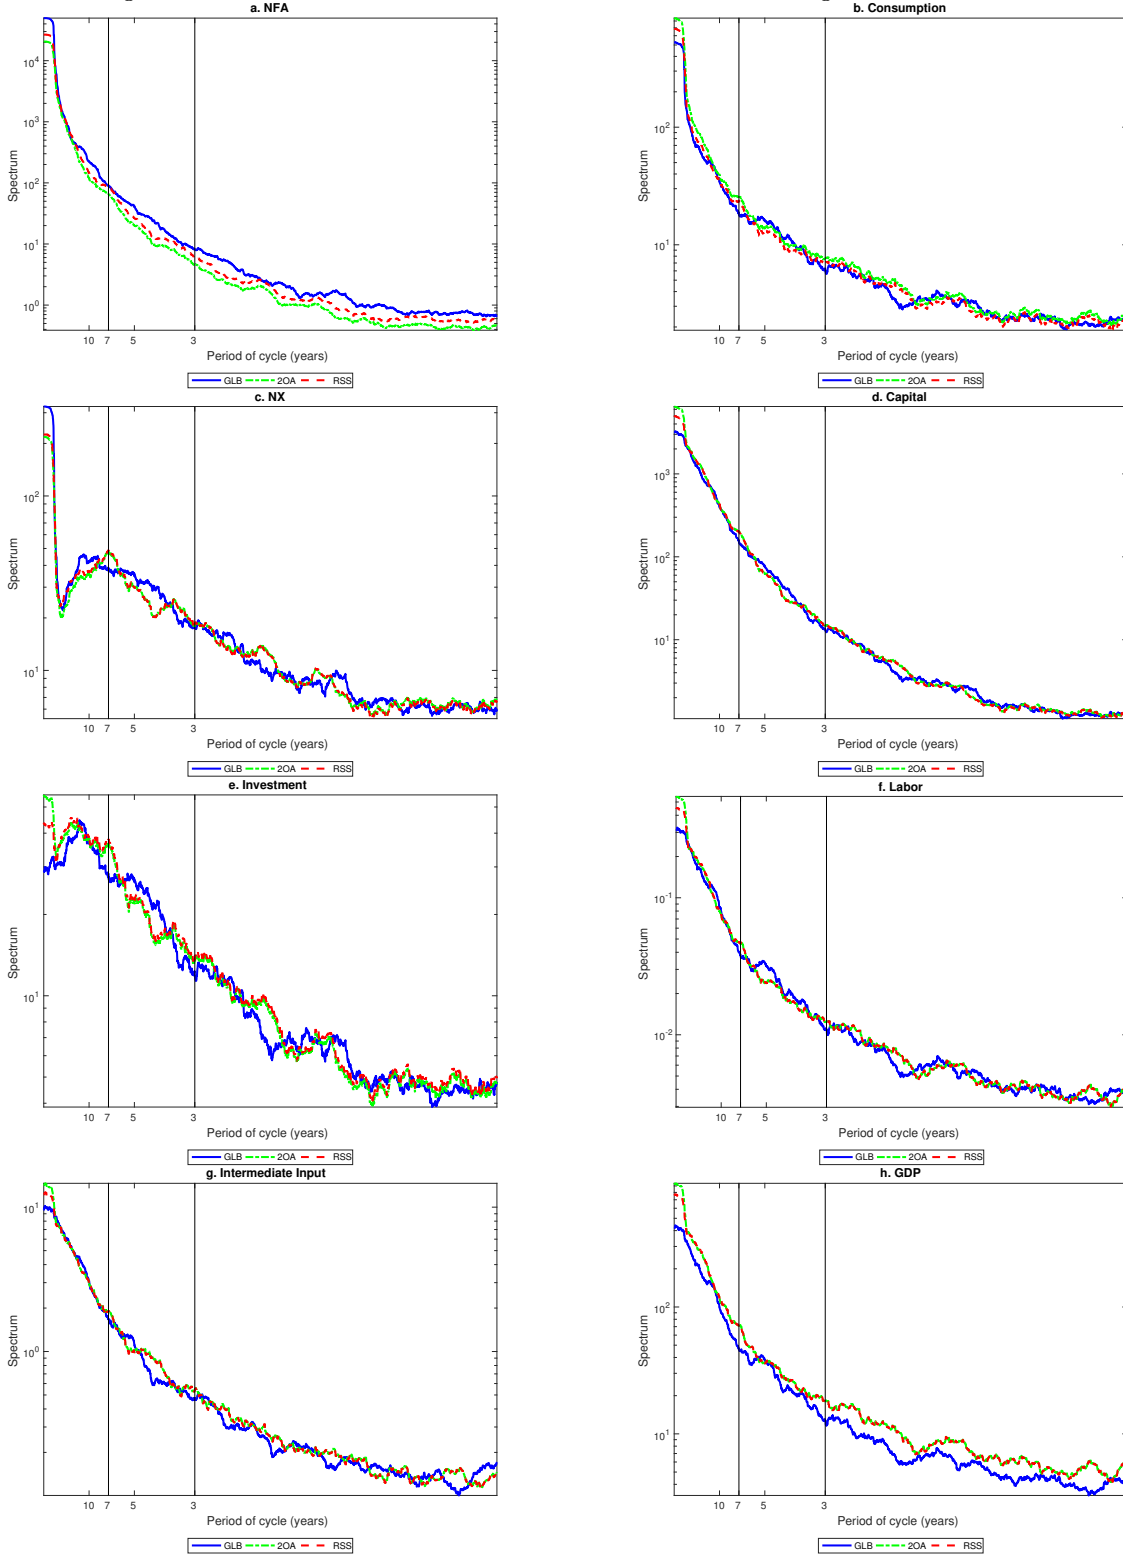 a. NFA
Spectrum
10^4
10^3
10^2
10^1
10^0
10 7 5 3
Period of cycle (years)
GLB 2OA RSS
b. Consumption
Spectrum
10^2
10^1
10 7 5 3
Period of cycle (years)
GLB 2OA RSS
c. NX
Spectrum
10^2
10^1
10 7 5 3
Period of cycle (years)
GLB 2OA RSS
d. Capital
Spectrum
10^3
10^2
10^1
10 7 5 3
Period of cycle (years)
GLB 2OA RSS
e. Investment
Spectrum
10^1
10 7 5 3
Period of cycle (years)
GLB 2OA RSS
f. Labor
Spectrum
10^-1
10^-2
10 7 5 3
Period of cycle (years)
GLB 2OA RSS
g. Intermediate Input
Spectrum
10^1
10^0
10 7 5 3
Period of cycle (years)
GLB 2OA RSS
h. GDP
Spectrum
10^2
10^1
10 7 5 3
Period of cycle (years)
GLB 2OA RSS